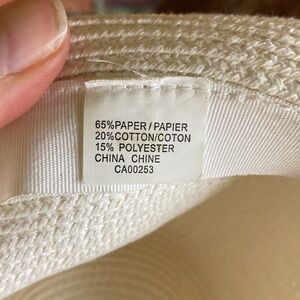 65%PAPER/PAPIER
20%COTTON/COTON
15% POLYESTER
CHINA CHINE
CA00253